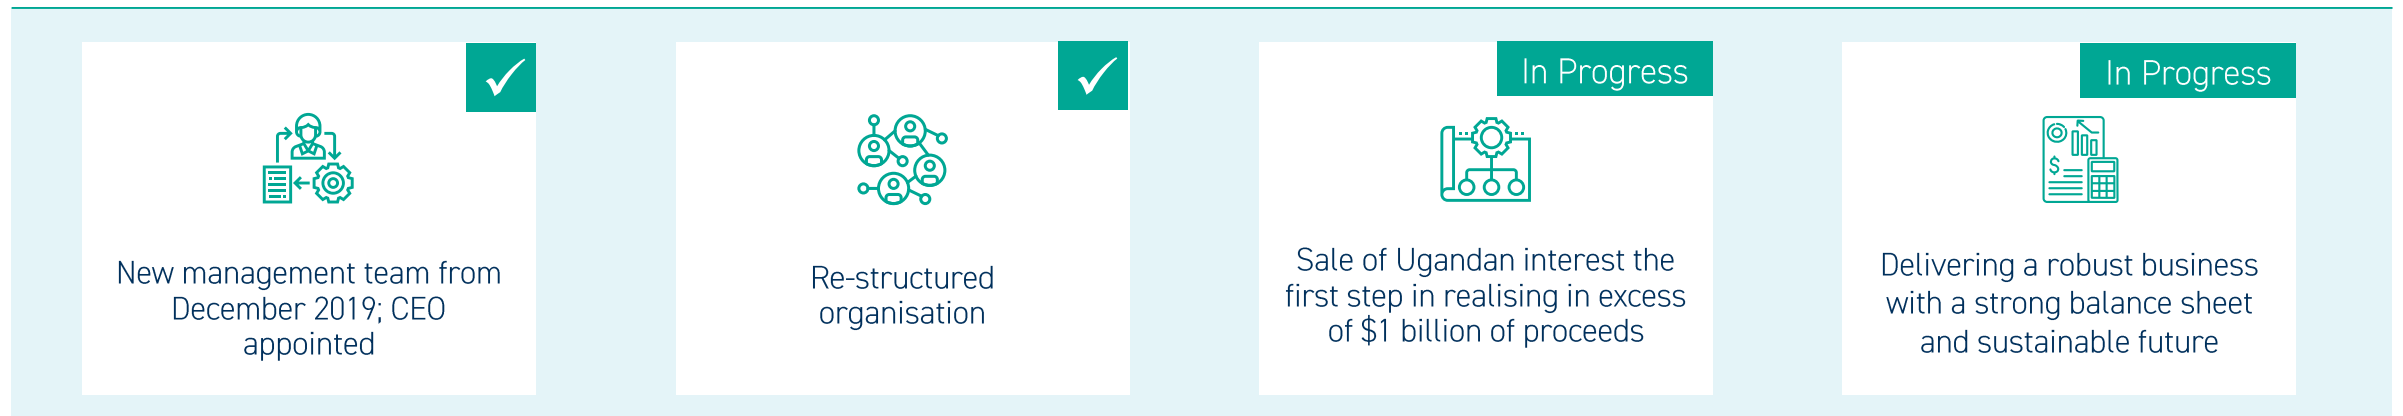 New management team from
December 2019; CEO
appointed
Re-structured
organisation
In Progress
Sale of Ugandan interest the
first step in realising in excess
of $1 billion of proceeds
In Progress
$
Delivering a robust business
with a strong balance sheet
and sustainable future